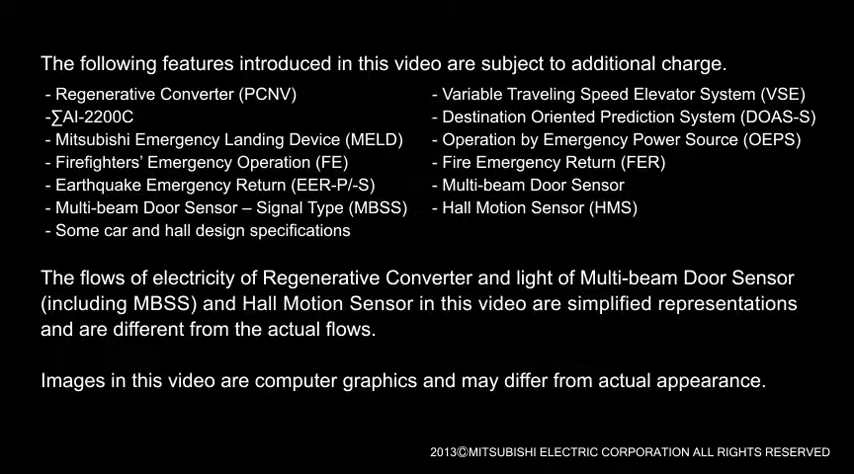 The following features introduced in this video are subject to additional charge.
- Regenerative Converter (PCNV)
-∑AI-2200C
- Mitsubishi Emergency Landing Device (MELD)
- Firefighters’ Emergency Operation (FE)
- Earthquake Emergency Return (EER-P/-S)
- Multi-beam Door Sensor – Signal Type (MBSS)
- Some car and hall design specifications
- Variable Traveling Speed Elevator System (VSE)
- Destination Oriented Prediction System (DOAS-S)
- Operation by Emergency Power Source (OEPS)
- Fire Emergency Return (FER)
- Multi-beam Door Sensor
- Hall Motion Sensor (HMS)
The flows of electricity of Regenerative Converter and light of Multi-beam Door Sensor
(including MBSS) and Hall Motion Sensor in this video are simplified representations
and are different from the actual flows.
Images in this video are computer graphics and may differ from actual appearance.
2013©MITSUBISHI ELECTRIC CORPORATION ALL RIGHTS RESERVED